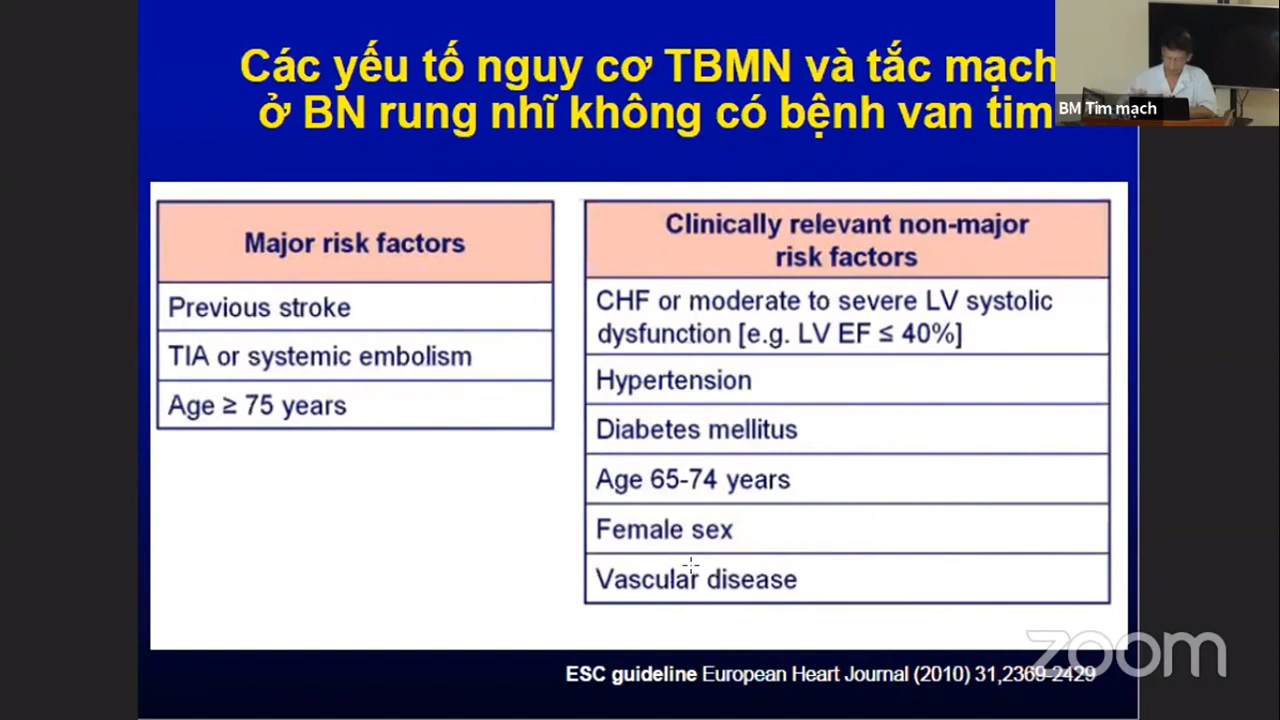 Các yếu tố nguy cơ TBMN và tắc mạch
ở BN rung nhĩ không có bệnh van tim
BM Tim mạch
Major risk factors
Previous stroke
TIA or systemic embolism
Age ≥ 75 years
Clinically relevant non-major
risk factors
CHF or moderate to severe LV systolic
dysfunction [e.g. LV EF ≤ 40%]
Hypertension
Diabetes mellitus
Age 65-74 years
Female sex
Vascular disease
zoom
ESC guideline European Heart Journal (2010) 31,2369-2429